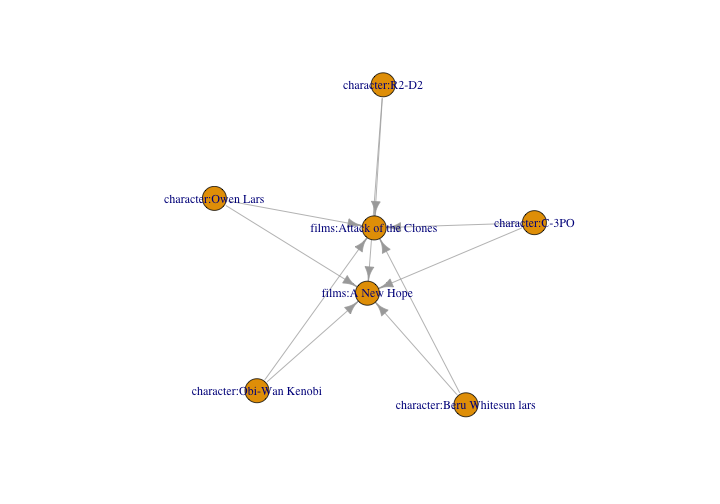 character:R2-D2
character:Owen Lars
character:C-3PO
films:Attack of the Clones
films:A New Hope
character:Obi-Wan Kenobi
character:Beru Whitesun lars